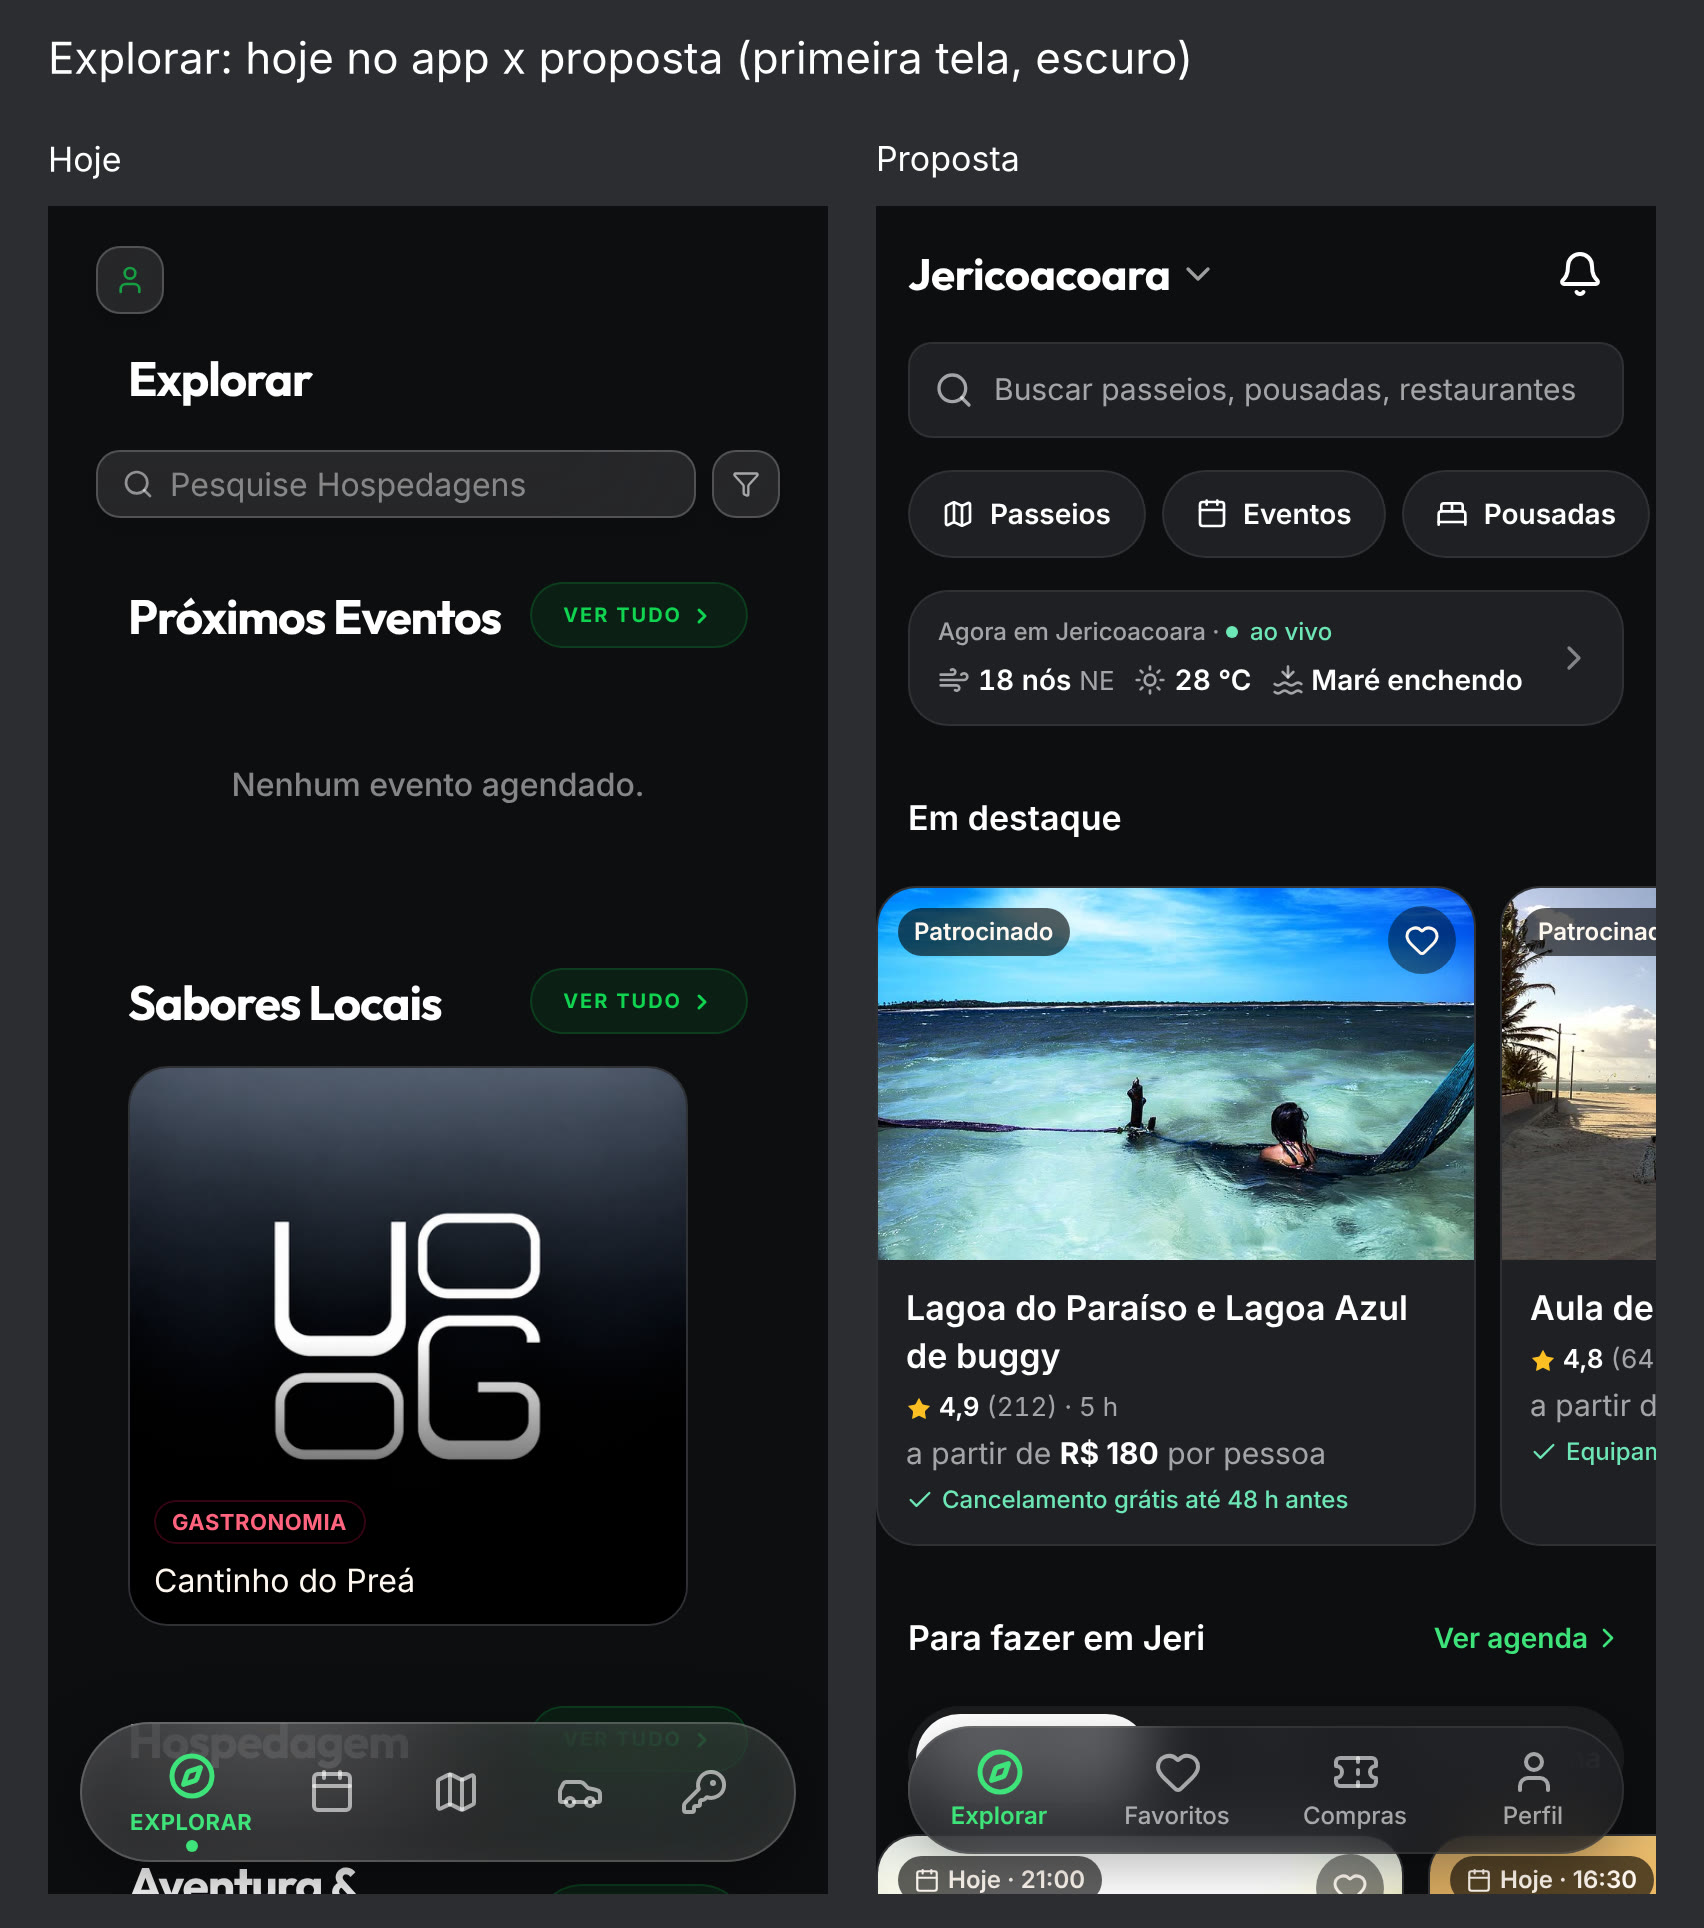 Explorar: hoje no app x proposta (primeira tela, escuro)
Hoje
Explorar
Pesquise Hospedagens
Próximos Eventos
VER TUDO
Nenhum evento agendado.
Sabores Locais
VER TUDO
UO
OG
GASTRONOMIA
Cantinho do Preá
Hospedagem
VER TUDO
EXPLORAR
Aventura &
Proposta
Jericoacoara
Buscar passeios, pousadas, restaurantes
Passeios
Eventos
Pousadas
Agora em Jericoacoara · ao vivo
18 nós NE 28 °C Maré enchendo
Em destaque
Patrocinado
Lagoa do Paraíso e Lagoa Azul
de buggy
4,9 (212) · 5 h
a partir de R$ 180 por pessoa
Cancelamento grátis até 48 h antes
Aula de
4,8 (64
a partir
Para fazer em Jeri
Ver agenda
Explorar
Favoritos
Compras
Perfil
Hoje · 21:00
Hoje · 16:30